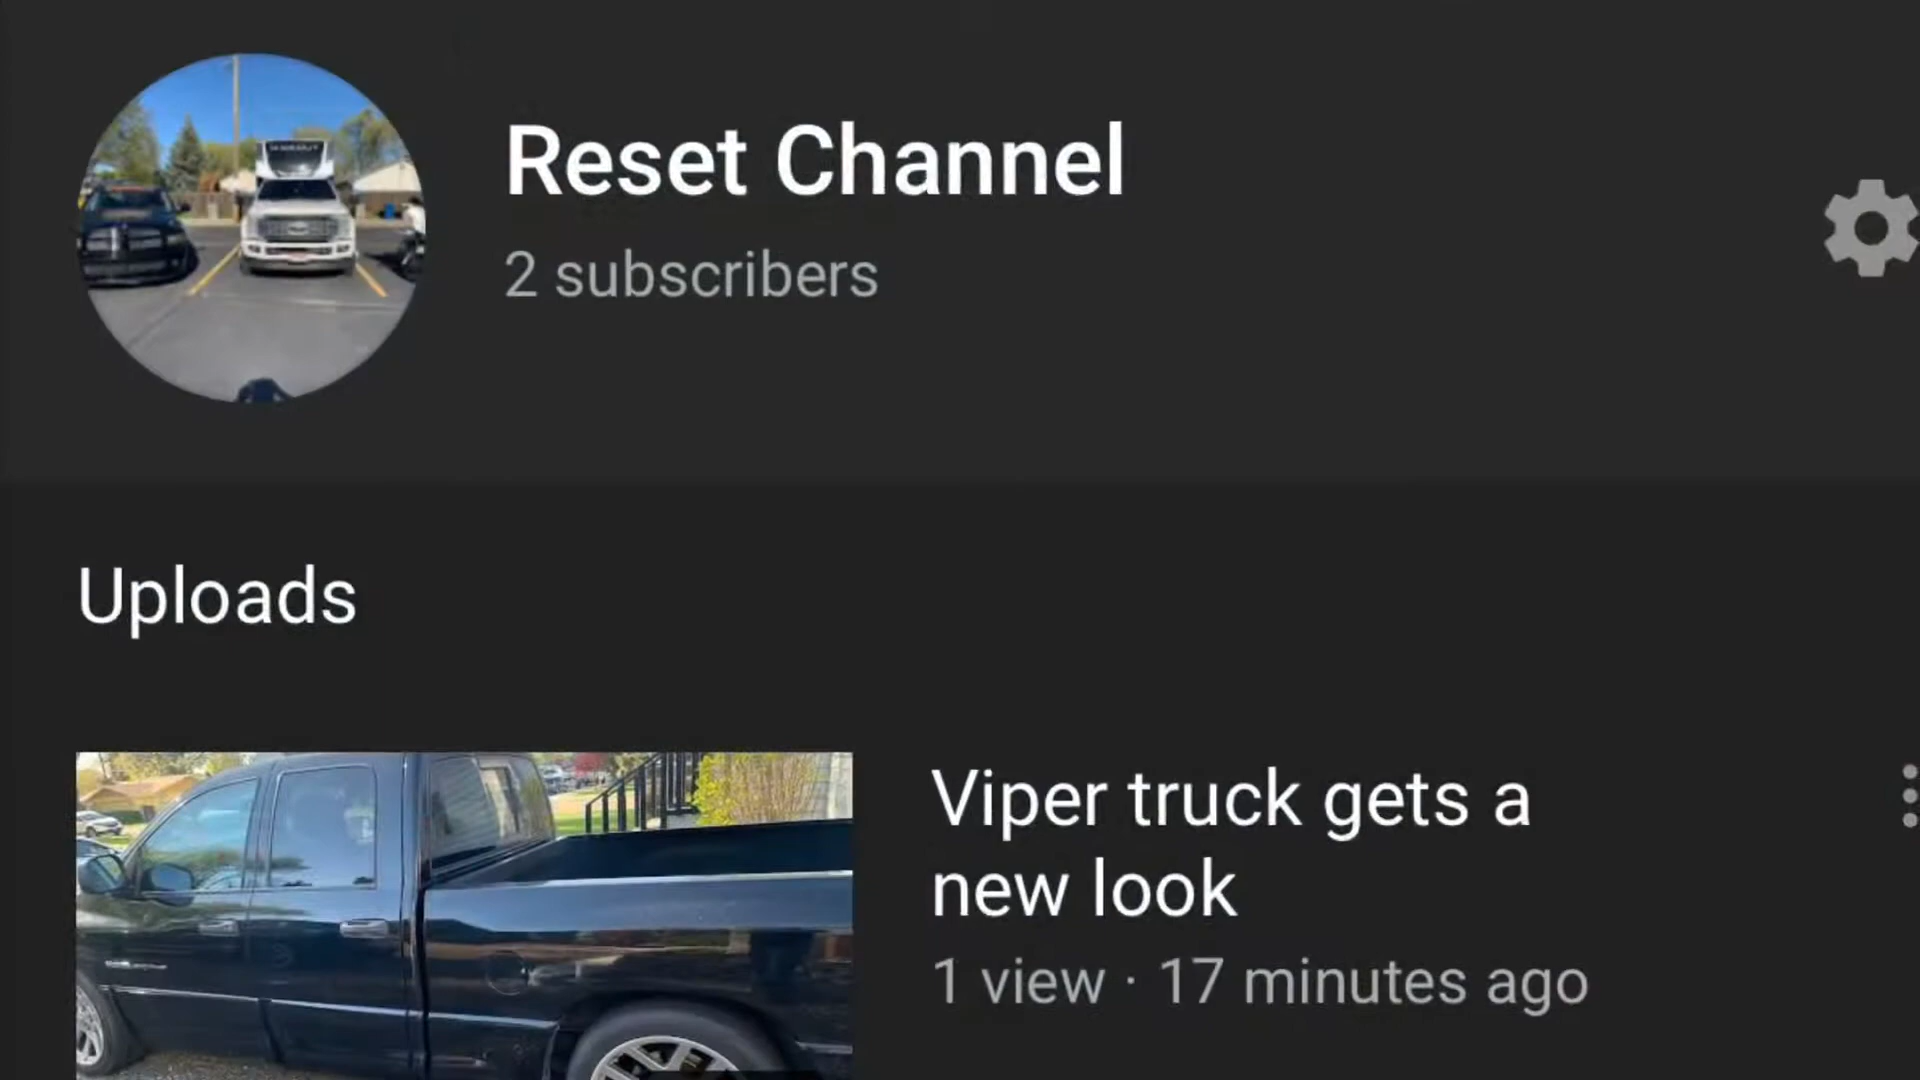 Reset Channel
2 subscribers
Uploads
Viper truck gets a
new look
1 view · 17 minutes ago